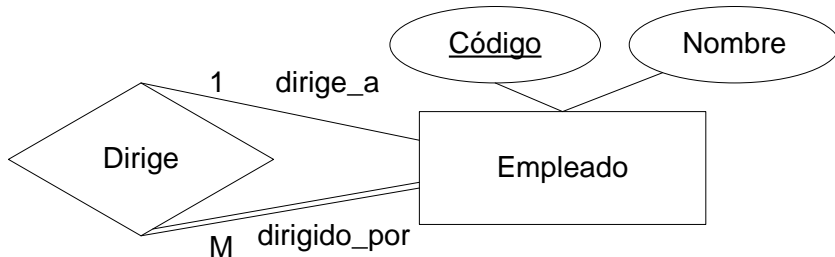 Código
Nombre
1
dirige_a
Dirige
Empleado
M
dirigido_por